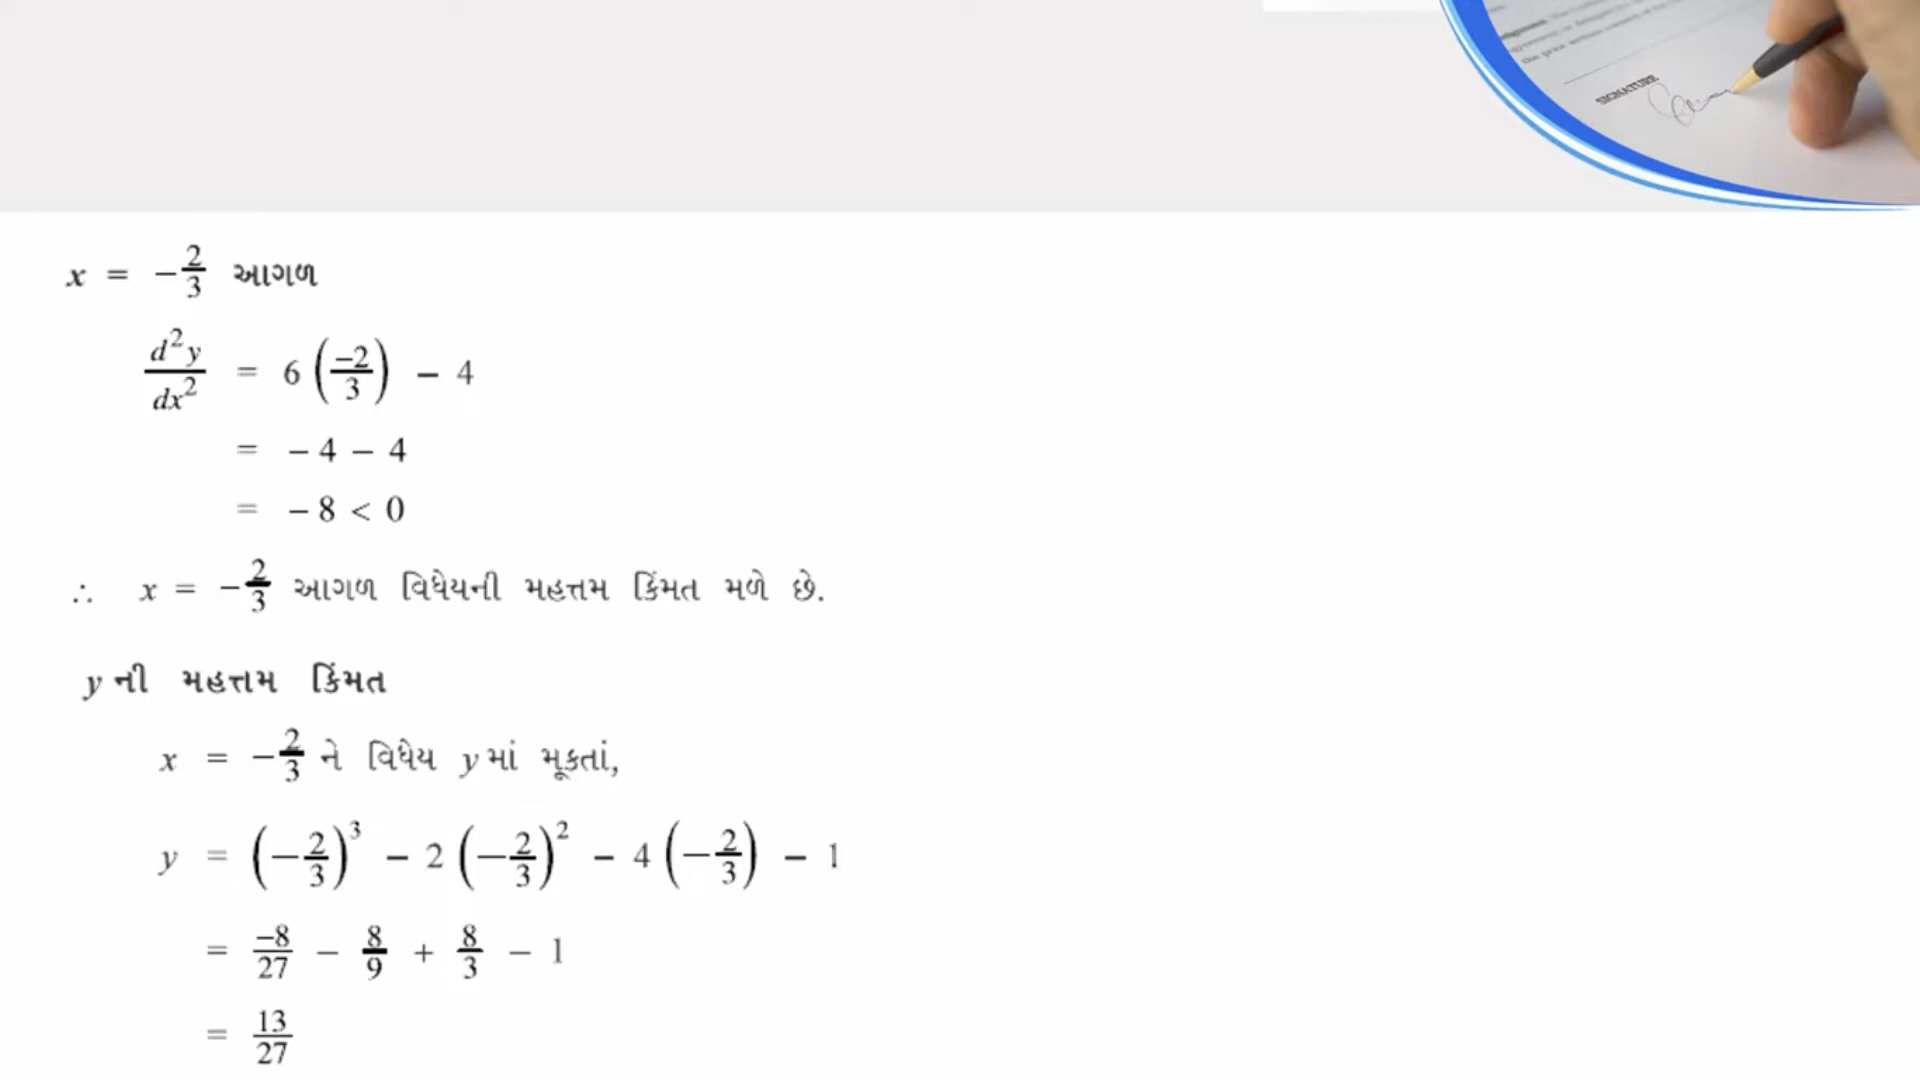 SIGNATURE
x = -2/3 આગળ
d²y/dx² = 6 (-2/3) - 4
= - 4 - 4
= - 8 < 0
∴ x = -2/3 આગળ વિધેયની મહત્તમ કિંમત મળે છે.
y ની મહત્તમ કિંમત
x = -2/3 ને વિધેય y માં મૂકતાં,
y = (-2/3)³ - 2 (-2/3)² - 4 (-2/3) - 1
= -8/27 - 8/9 + 8/3 - 1
= 13/27